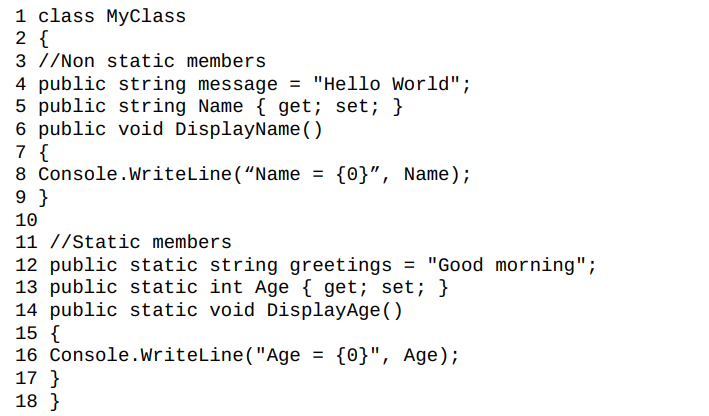 1 class MyClass
2 {
3 //Non static members
4 public string message = "Hello World";
5 public string Name { get; set; }
6 public void DisplayName()
7 {
8 Console.WriteLine(“Name = {0}”, Name);
9 }
10
11 //Static members
12 public static string greetings = "Good morning";
13 public static int Age { get; set; }
14 public static void DisplayAge()
15 {
16 Console.WriteLine("Age = {0}", Age);
17 }
18 }